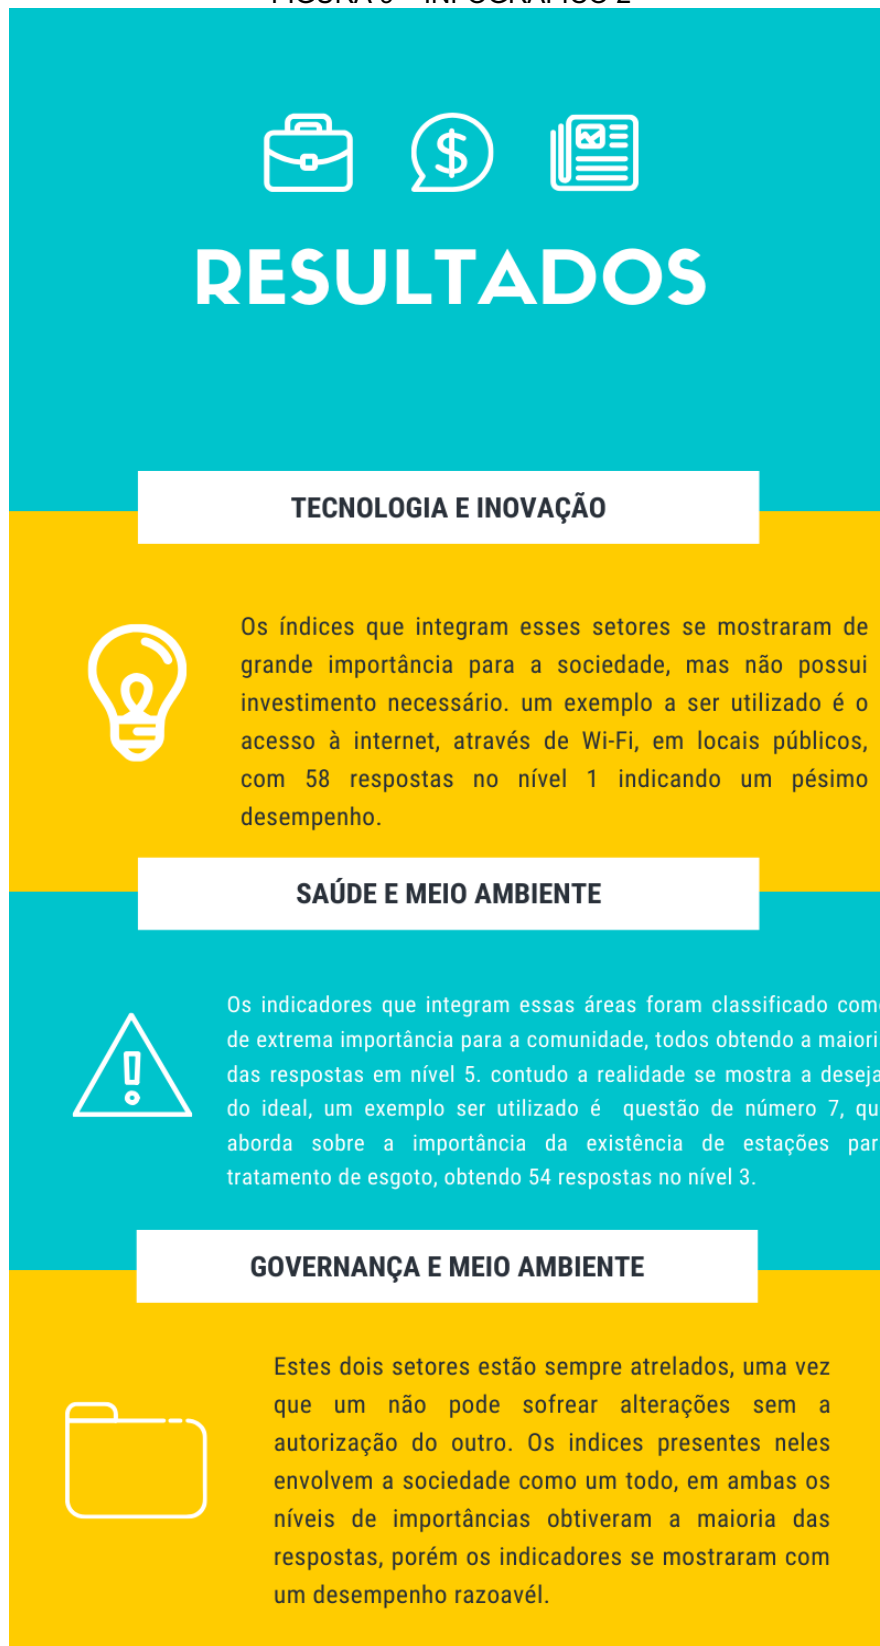 RESULTADOS
TECNOLOGIA E INOVAÇÃO
Os índices que integram esses setores se mostraram de
grande importância para a sociedade, mas não possui
investimento necessário. um exemplo a ser utilizado é o
acesso à internet, através de Wi-Fi, em locais públicos,
com 58 respostas no nível 1 indicando um pésimo
desempenho.
SAÚDE E MEIO AMBIENTE
Os indicadores que integram essas áreas foram classificado como
de extrema importância para a comunidade, todos obtendo a maiori
das respostas em nível 5. contudo a realidade se mostra a deseja
do ideal, um exemplo ser utilizado é questão de número 7, qu
aborda sobre a importância da existência de estações par
tratamento de esgoto, obtendo 54 respostas no nível 3.
GOVERNANÇA E MEIO AMBIENTE
Estes dois setores estão sempre atrelados, uma vez
que um não pode sofrear alterações sem a
autorização do outro. Os indices presentes neles
envolvem a sociedade como um todo, em ambas os
níveis de importâncias obtiveram a maioria das
respostas, porém os indicadores se mostraram com
um desempenho razoavél.